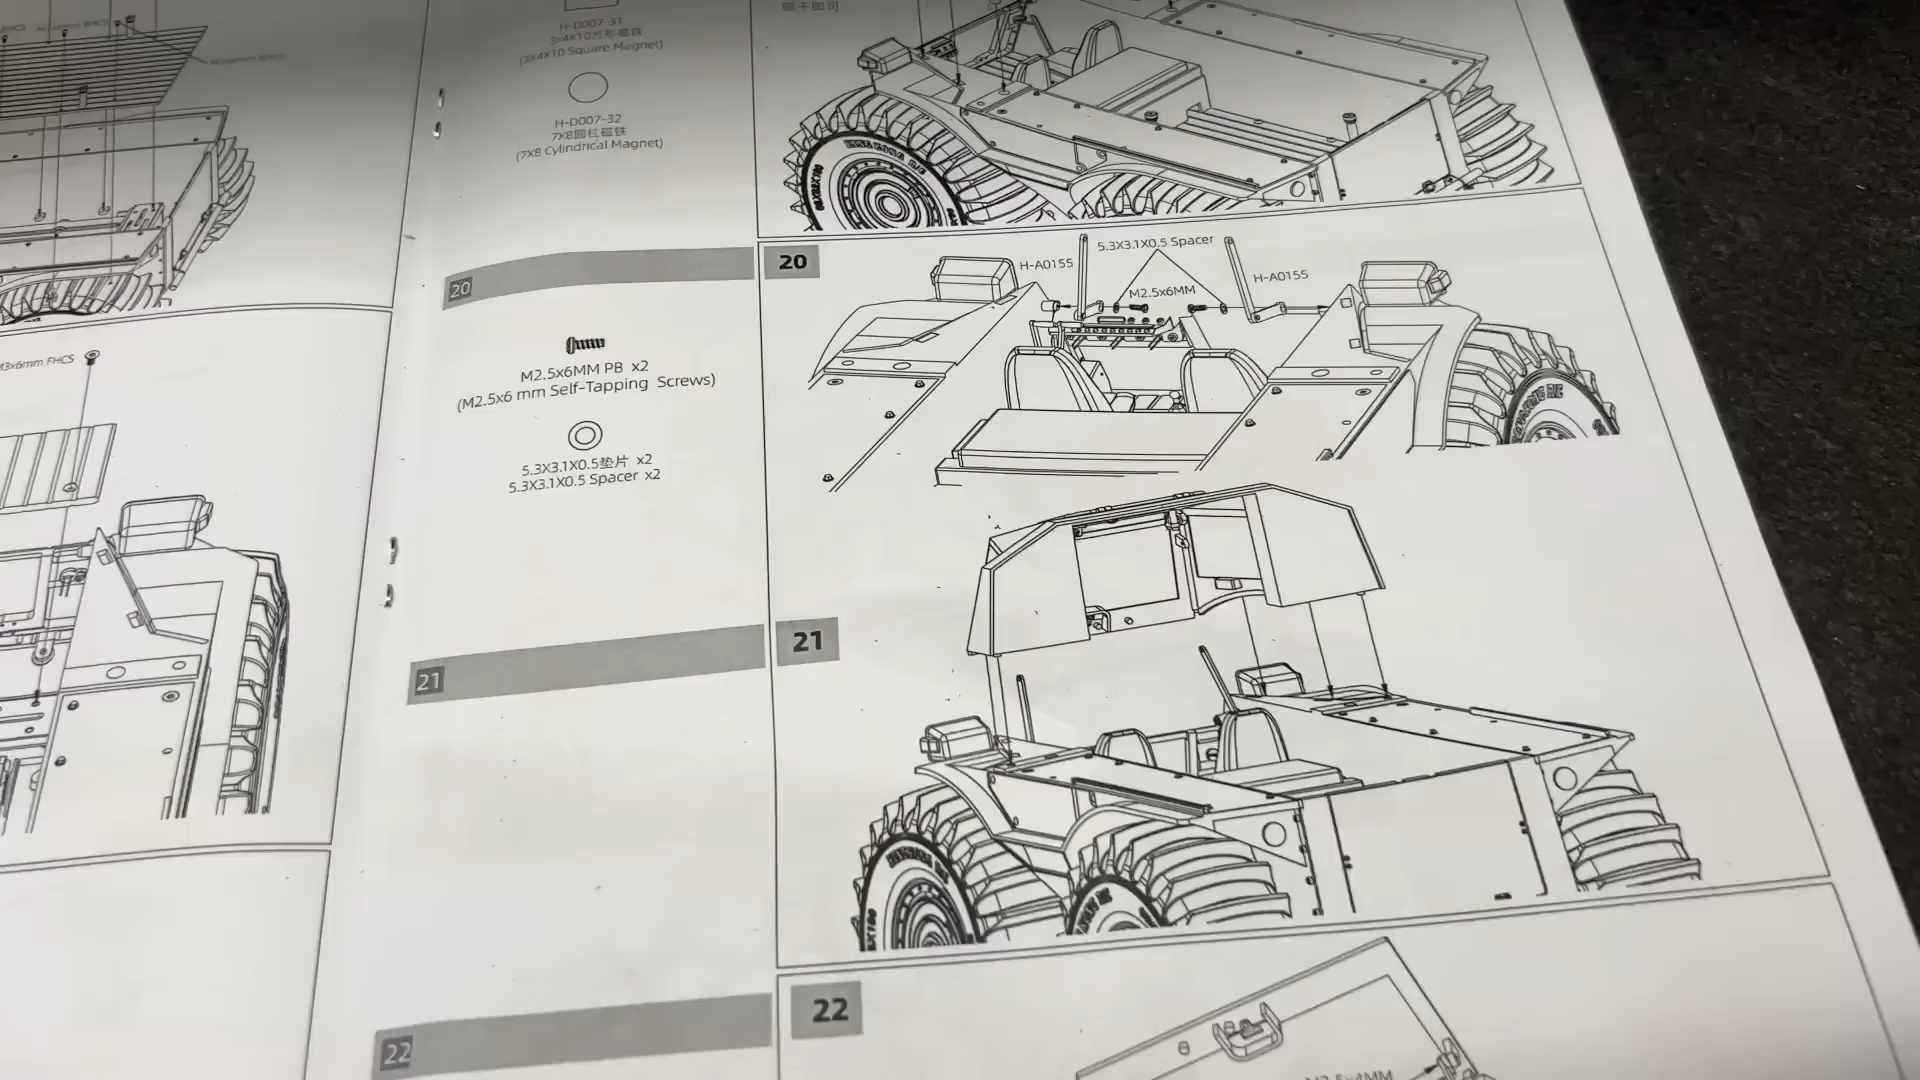 H-D007-31
3x4X10方形磁铁
(3X4X10 Square Magnet)
H-D007-32
7X8圆柱磁铁
(7X8 Cylindrical Magnet)
M3x6mm FHCS
20
M2.5x6MM PB x2
(M2.5x6 mm Self-Tapping Screws)
5.3X3.1X0.5垫片 x2
5.3X3.1X0.5 Spacer x2
21
22
20
5.3X3.1X0.5 Spacer
H-A0155
M2.5x6MM
H-A0155
21
22
M2.5x4MM